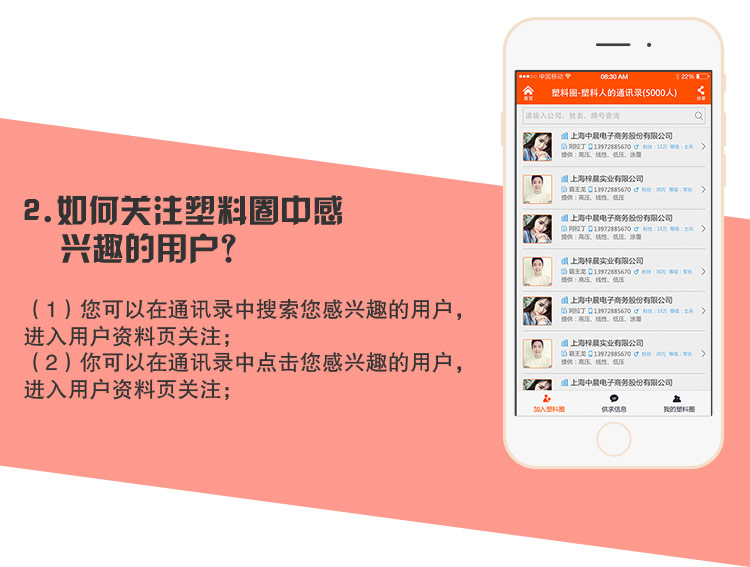 2.如何关注塑料圈中感
兴趣的用户?
（1）您可以在通讯录中搜索您感兴趣的用户，
进入用户资料页关注；
（2）你可以在通讯录中点击您感兴趣的用户，
进入用户资料页关注；
中国移动 08:30 AM 22%
首页 塑料圈-塑料人的通讯录(5000人) 分享
请输入公司、姓名、牌号查询
上海中晨电子商务股份有限公司
阿拉丁 13972885670 粉丝：15万 等级：士兵
提供：高压、线性、低压、涂覆
上海梓晨实业有限公司
霸王龙 13972885670 粉丝：30万 等级：军长
提供：高压、线性、低压
上海中晨电子商务股份有限公司
阿拉丁 13972885670 粉丝：15万 等级：士兵
提供：高压、线性、低压、涂覆
上海梓晨实业有限公司
霸王龙 13972885670 粉丝：30万 等级：军长
提供：高压、线性、低压
上海中晨电子商务股份有限公司
阿拉丁 13972885670 粉丝：15万 等级：士兵
提供：高压、线性、低压、涂覆
上海梓晨实业有限公司
霸王龙 13972885670 粉丝：30万 等级：军长
提供：高压、线性、低压
上海中晨电子商务股份有限公司
加入塑料圈 供求信息 我的塑料圈